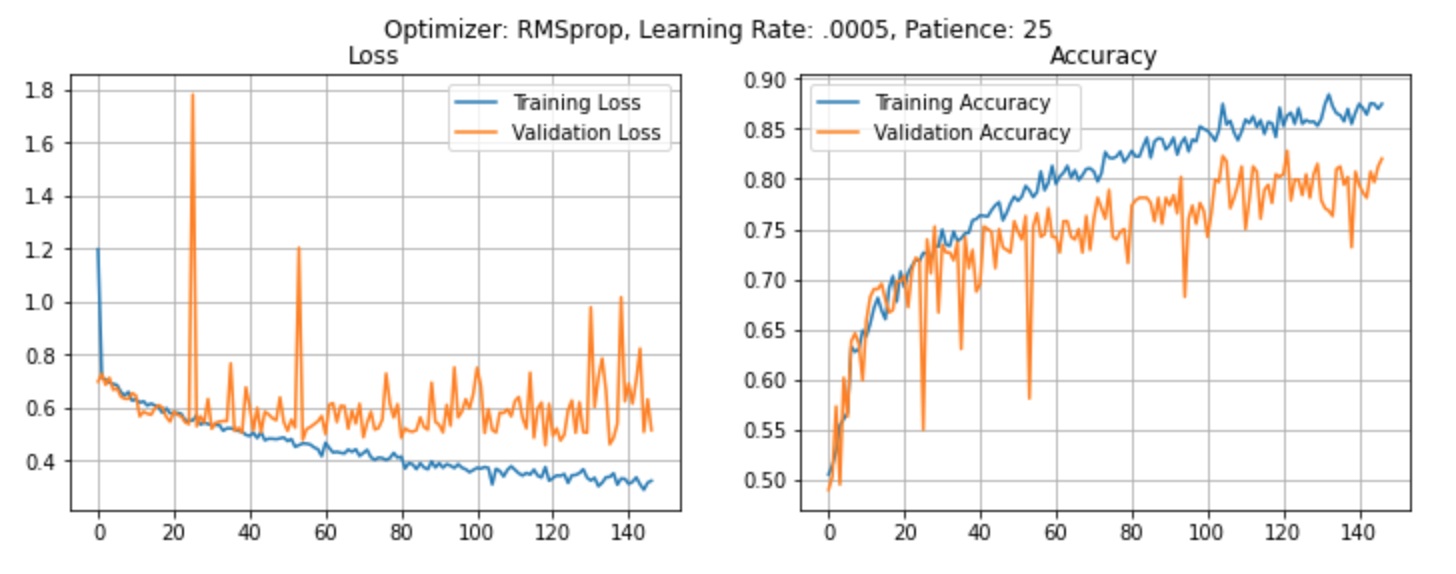 Optimizer: RMSprop, Learning Rate: .0005, Patience: 25
Loss
1.8
1.6
1.4
1.2
1.0
0.8
0.6
0.4
0 20 40 60 80 100 120 140
Training Loss
Validation Loss
Accuracy
0.90
0.85
0.80
0.75
0.70
0.65
0.60
0.55
0.50
0 20 40 60 80 100 120 140
Training Accuracy
Validation Accuracy